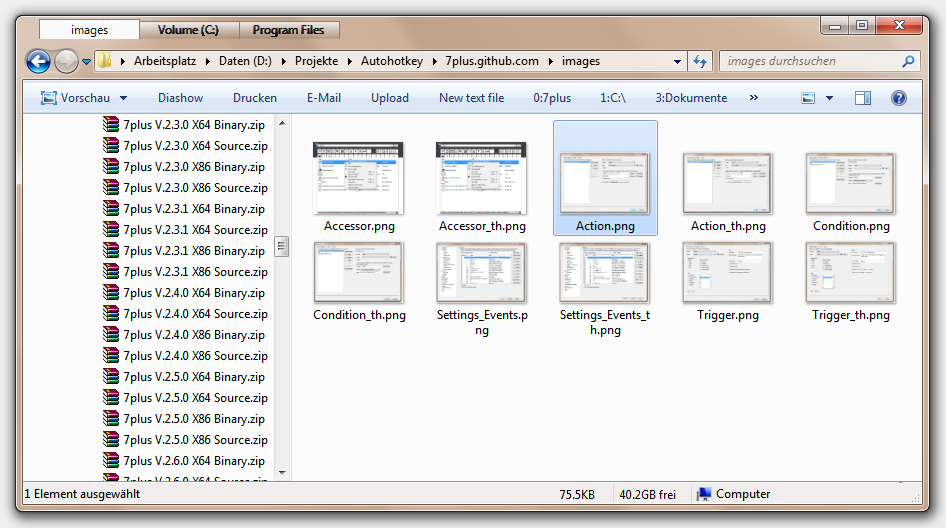 images
Volume (C:)
Program Files
Arbeitsplatz
Daten (D:)
Projekte
Autohotkey
7plus.github.com
images
images durchsuchen
Vorschau
Diashow
Drucken
E-Mail
Upload
New text file
0:7plus
1:C:\
3:Dokumente
»
7plus V.2.3.0 X64 Binary.zip
7plus V.2.3.0 X64 Source.zip
7plus V.2.3.0 X86 Binary.zip
7plus V.2.3.0 X86 Source.zip
7plus V.2.3.1 X64 Binary.zip
7plus V.2.3.1 X64 Source.zip
7plus V.2.3.1 X86 Binary.zip
7plus V.2.3.1 X86 Source.zip
7plus V.2.4.0 X64 Binary.zip
7plus V.2.4.0 X64 Source.zip
7plus V.2.4.0 X86 Binary.zip
7plus V.2.4.0 X86 Source.zip
7plus V.2.5.0 X64 Binary.zip
7plus V.2.5.0 X64 Source.zip
7plus V.2.5.0 X86 Binary.zip
7plus V.2.5.0 X86 Source.zip
7plus V.2.6.0 X64 Binary.zip
7plus V.2.6.0 X64 Source.zip
Accessor.png
Accessor_th.png
Action.png
Action_th.png
Condition.png
Condition_th.png
Settings_Events.p
ng
Settings_Events_t
h.png
Trigger.png
Trigger_th.png
1 Element ausgewählt
75.5KB
40.2GB frei
Computer